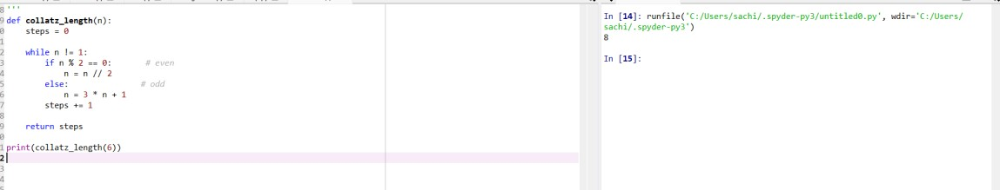 '''
def collatz_length(n):
    steps = 0

    while n != 1:
        if n % 2 == 0:       # even
            n = n // 2
        else:               # odd
            n = 3 * n + 1
        steps += 1

    return steps

print(collatz_length(6))
In [14]: runfile('C:/Users/sachi/.spyder-py3/untitled0.py', wdir='C:/Users/
sachi/.spyder-py3')
8

In [15]: